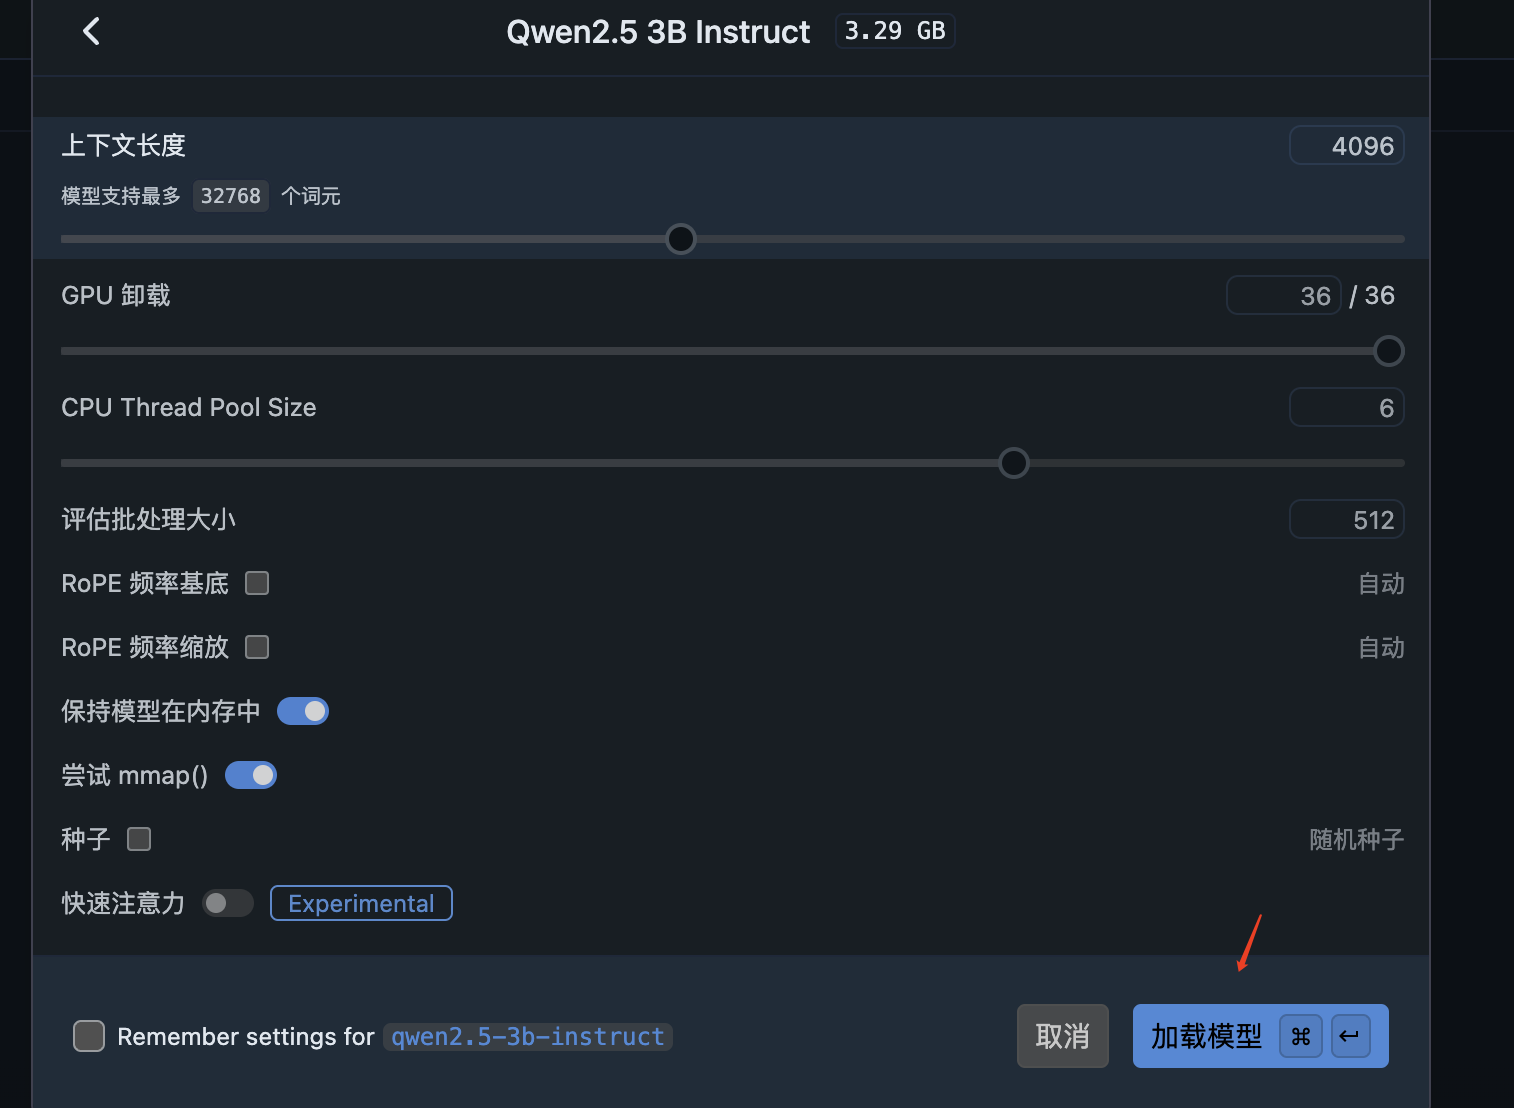 Qwen2.5 3B Instruct 3.29 GB
上下文长度 4096
模型支持最多 32768 个词元
GPU 卸载 36 / 36
CPU Thread Pool Size 6
评估批处理大小 512
RoPE 频率基底 自动
RoPE 频率缩放 自动
保持模型在内存中
尝试 mmap()
种子 随机种子
快速注意力 Experimental
Remember settings for qwen2.5-3b-instruct 取消 加载模型 ⌘ ↵